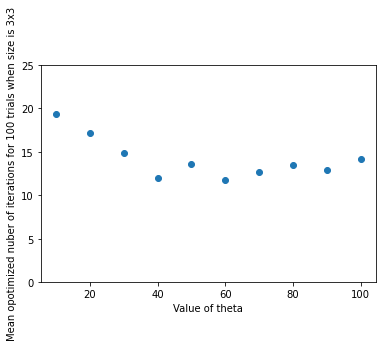 Mean opotimized nuber of iterations for 100 trials when size is 3x3
25
20
15
10
5
0
20 40 60 80 100
Value of theta